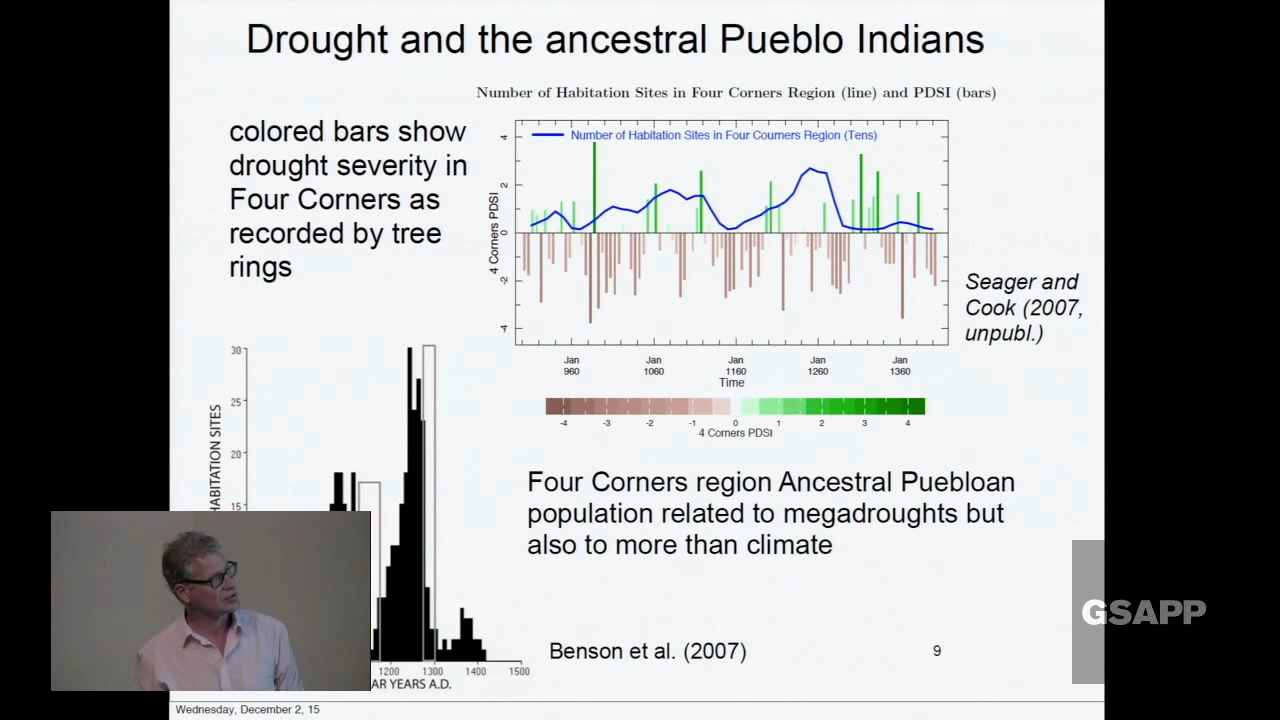 Drought and the ancestral Pueblo Indians
Number of Habitation Sites in Four Corners Region (line) and PDSI (bars)
colored bars show
drought severity in
Four Corners as
recorded by tree
rings
Number of Habitation Sites in Four Courners Region (Tens)
4 Corners PDSI
4
2
0
-2
-4
Jan Jan Jan Jan Jan
960 1060 1160 1260 1360
Time
-4 -3 -2 -1 0 1 2 3 4
4 Corners PDSI
Seager and
Cook (2007,
unpubl.)
30
25
20
15
HABITATION SITES
1200 1300 1400 1500
AR YEARS A.D.
Four Corners region Ancestral Puebloan
population related to megadroughts but
also to more than climate
Benson et al. (2007)
9
GSAPP
Wednesday, December 2, 15